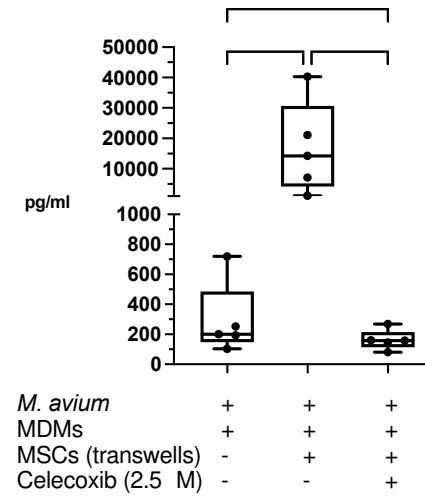 50000
40000
30000
20000
10000
pg/ml
1000
800
600
400
200
0
M. avium + + +
MDMs + + +
MSCs (transwells) - + +
Celecoxib (2.5 M) - - +